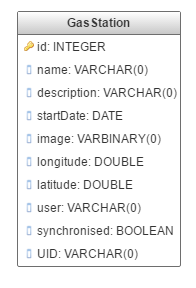 GasStation
id: INTEGER
name: VARCHAR(0)
description: VARCHAR(0)
startDate: DATE
image: VARBINARY(0)
longitude: DOUBLE
latitude: DOUBLE
user: VARCHAR(0)
synchronised: BOOLEAN
UID: VARCHAR(0)